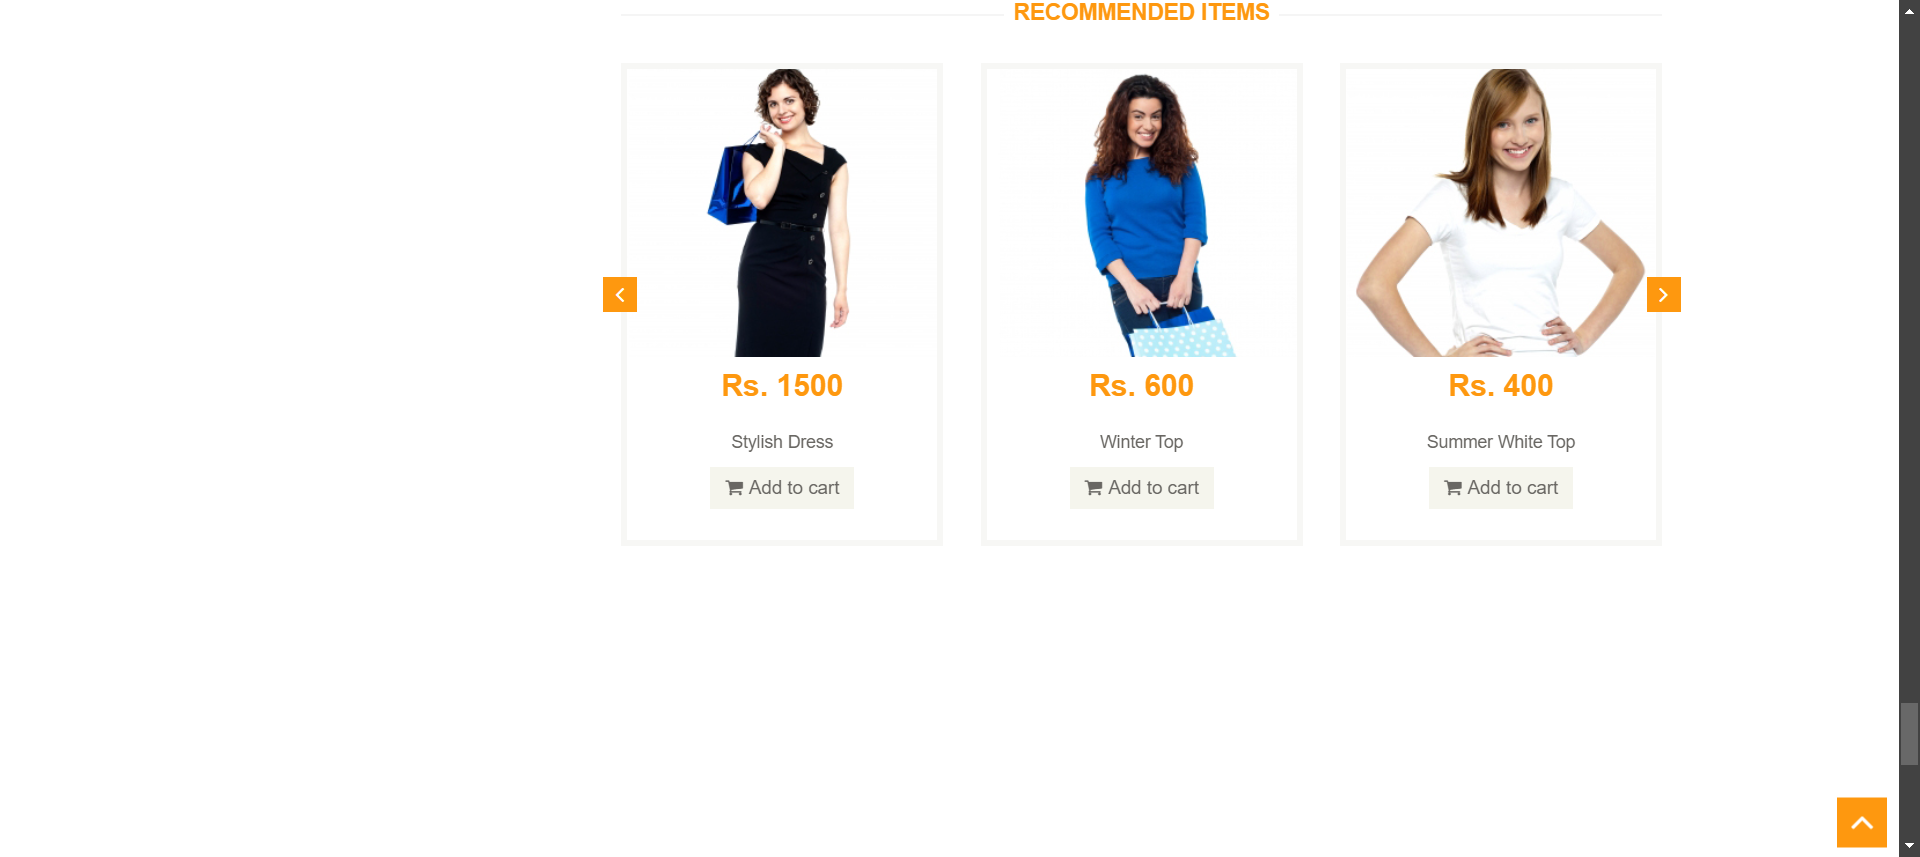 RECOMMENDED ITEMS
Rs. 1500
Stylish Dress
Add to cart
Rs. 600
Winter Top
Add to cart
Rs. 400
Summer White Top
Add to cart